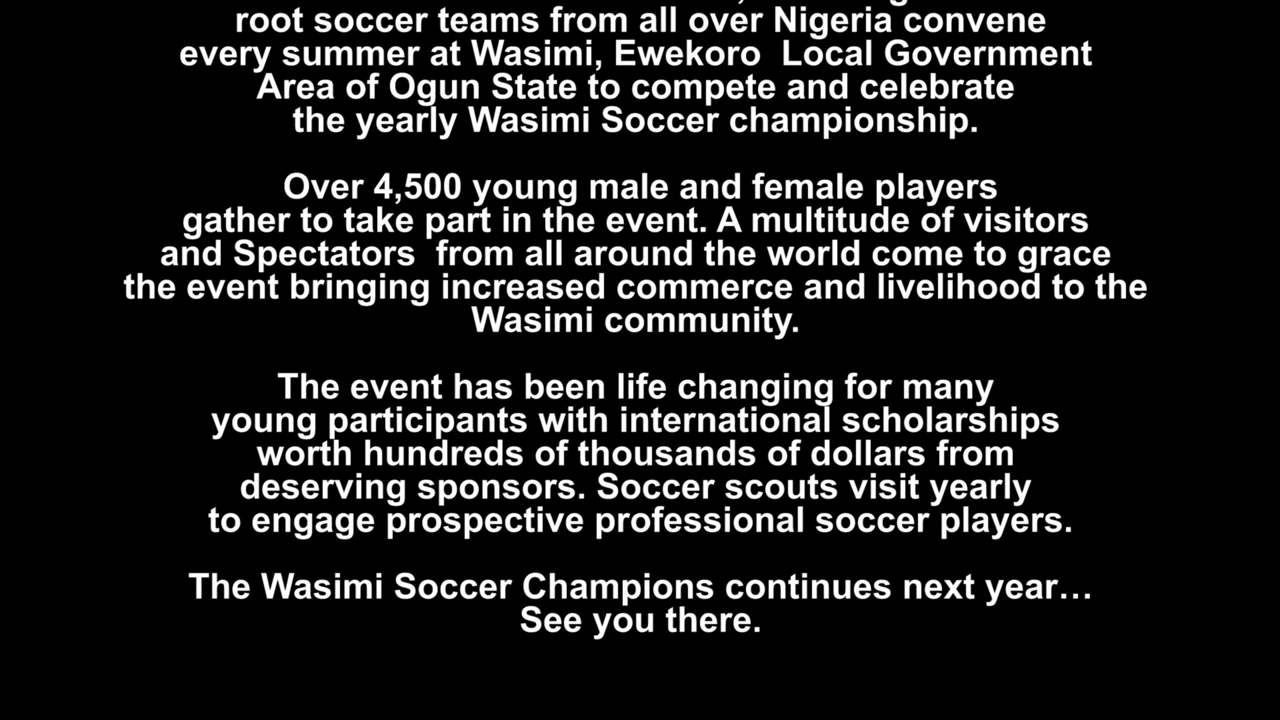 root soccer teams from all over Nigeria convene
every summer at Wasimi, Ewekoro  Local Government
Area of Ogun State to compete and celebrate
the yearly Wasimi Soccer championship.
Over 4,500 young male and female players
gather to take part in the event. A multitude of visitors
and Spectators  from all around the world come to grace
the event bringing increased commerce and livelihood to the
Wasimi community.
The event has been life changing for many
young participants with international scholarships
worth hundreds of thousands of dollars from
deserving sponsors. Soccer scouts visit yearly
to engage prospective professional soccer players.
The Wasimi Soccer Champions continues next year…
See you there.